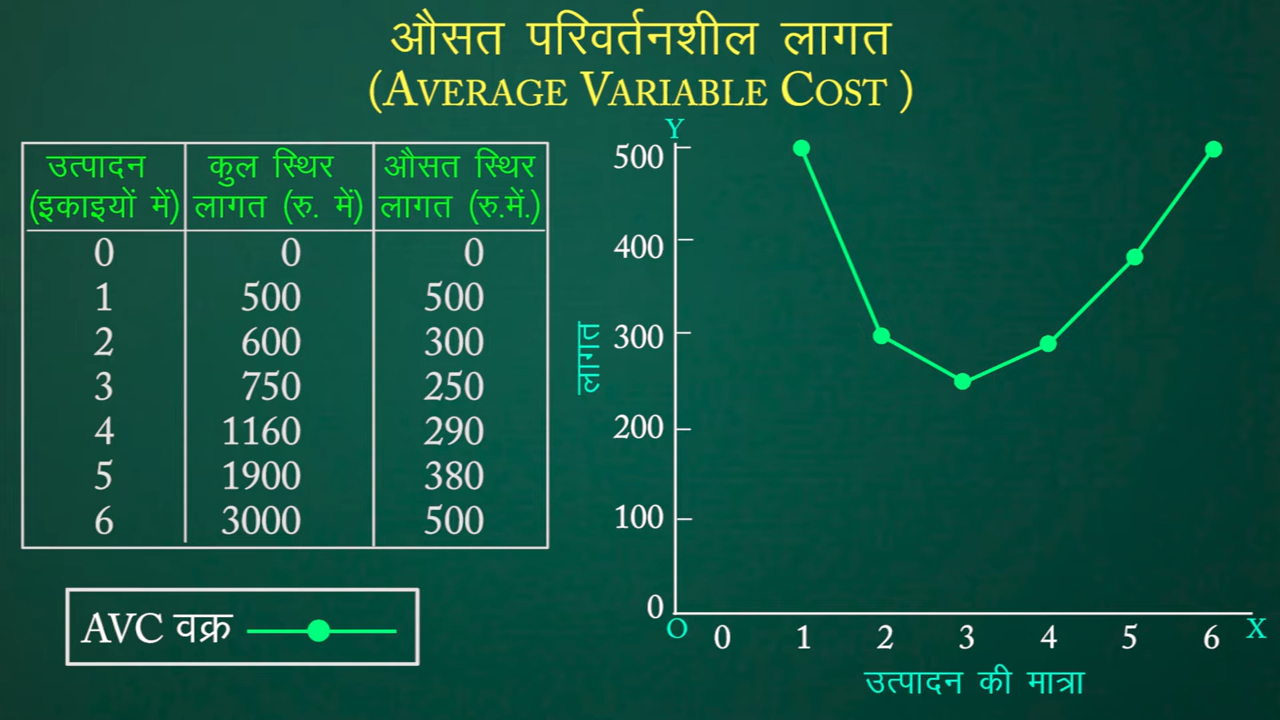 औसत परिवर्तनशील लागत
(AVERAGE VARIABLE COST )
उत्पादन कुल स्थिर औसत स्थिर
(इकाइयों में) लागत (रु. में) लागत (रु.में.)
0 0 0
1 500 500
2 600 300
3 750 250
4 1160 290
5 1900 380
6 3000 500
AVC वक्र
Y
500
400
300
200
100
0
लागत
O 0 1 2 3 4 5 6 X
उत्पादन की मात्रा